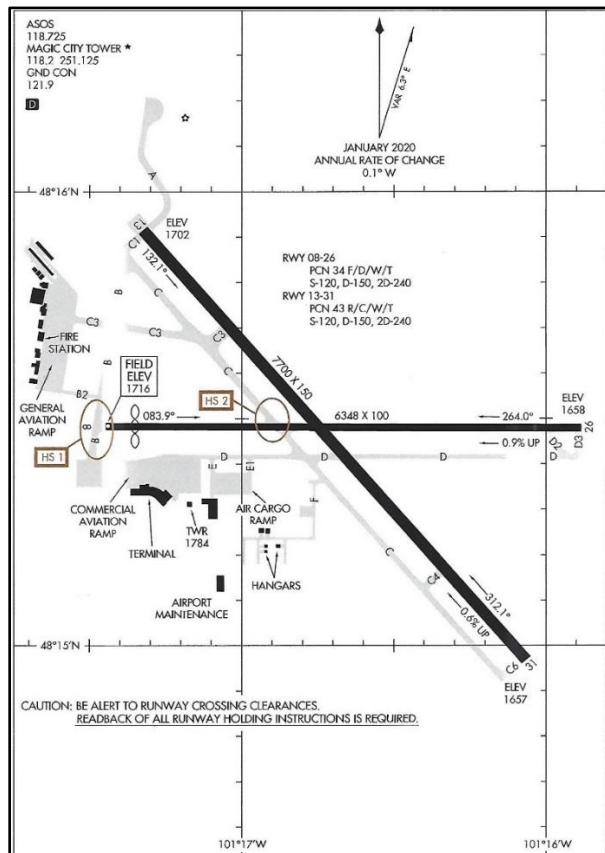 ASOS
118.725
MAGIC CITY TOWER ★
118.2 251.125
GND CON
121.9
D
VAR 6.3° E
JANUARY 2020
ANNUAL RATE OF CHANGE
0.1° W
48°16'N
A
13
ELEV
1702
C1
132.1°
RWY 08-26
PCN 34 F/D/W/T
S-120, D-150, 2D-240
RWY 13-31
PCN 43 R/C/W/T
S-120, D-150, 2D-240
B
C
C3
C3
C3
C
FIRE
STATION
7700 X 150
FIELD
ELEV
1716
B
B2
GENERAL
AVIATION
RAMP
HS 2
ELEV
1658
083.9°
6348 X 100
264.0°
26
B
B
HS 1
0.9% UP
D2
D3
D
D
D
D
E
E1
F
COMMERCIAL
AVIATION
RAMP
AIR CARGO
RAMP
TERMINAL
TWR
1784
HANGARS
C
C4
312.1°
AIRPORT
MAINTENANCE
0.6% UP
48°15'N
31
C6
ELEV
1657
CAUTION: BE ALERT TO RUNWAY CROSSING CLEARANCES.
READBACK OF ALL RUNWAY HOLDING INSTRUCTIONS IS REQUIRED.
101°17'W
101°16'W